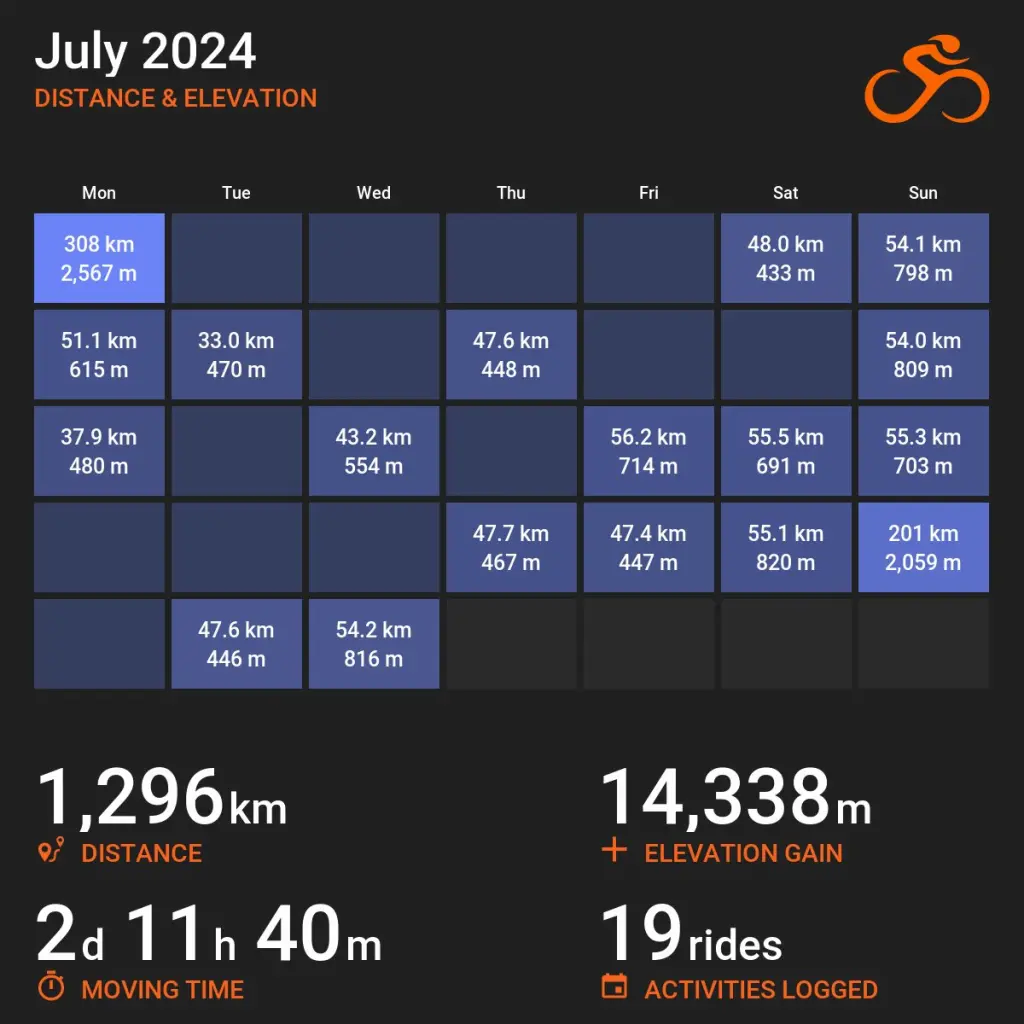 July 2024
DISTANCE & ELEVATION
Mon Tue Wed Thu Fri Sat Sun
308 km 48.0 km 54.1 km
2,567 m 433 m 798 m
51.1 km 33.0 km 47.6 km 54.0 km
615 m 470 m 448 m 809 m
37.9 km 43.2 km 56.2 km 55.5 km 55.3 km
480 m 554 m 714 m 691 m 703 m
47.7 km 47.4 km 55.1 km 201 km
467 m 447 m 820 m 2,059 m
47.6 km 54.2 km
446 m 816 m
1,296 km 14,338 m
DISTANCE ELEVATION GAIN
2d 11h 40m 19 rides
MOVING TIME ACTIVITIES LOGGED